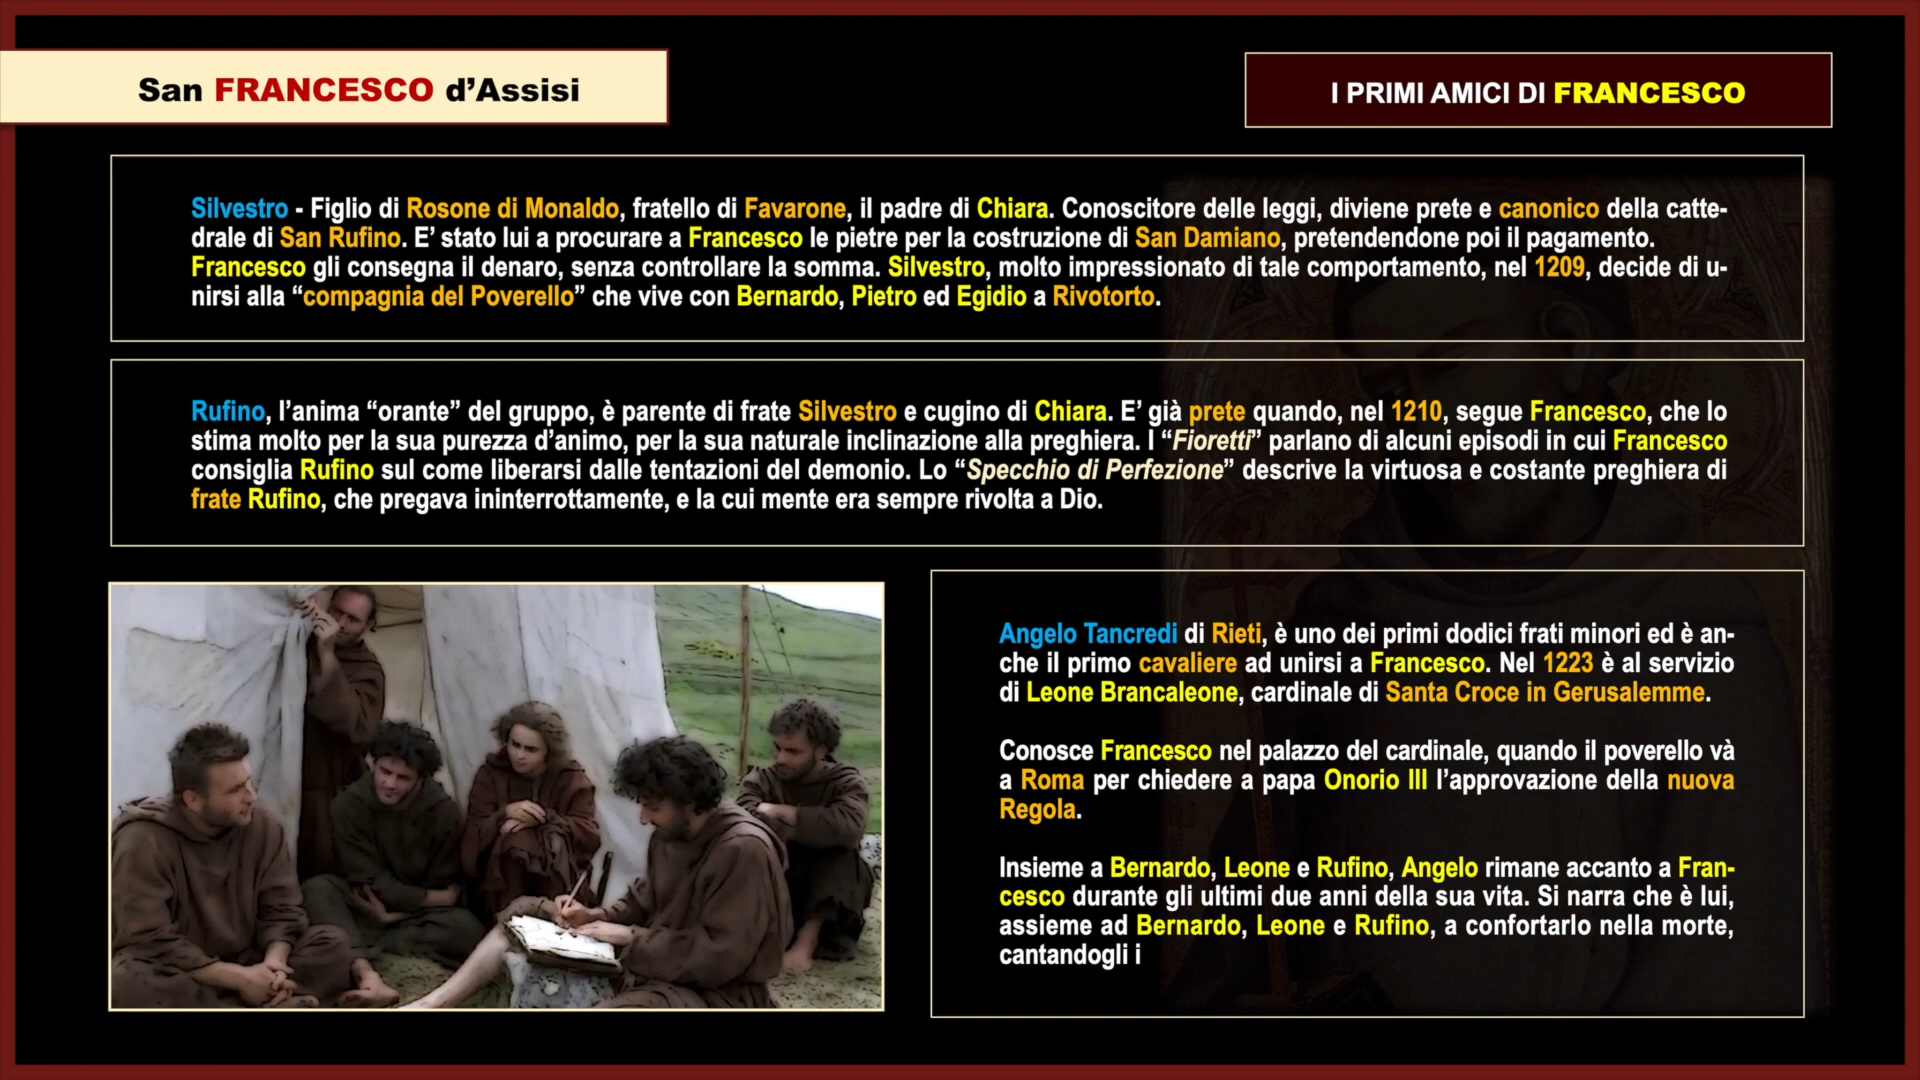 San FRANCESCO d’Assisi
I PRIMI AMICI DI FRANCESCO
Silvestro - Figlio di Rosone di Monaldo, fratello di Favarone, il padre di Chiara. Conoscitore delle leggi, diviene prete e canonico della catte-
drale di San Rufino. E’ stato lui a procurare a Francesco le pietre per la costruzione di San Damiano, pretendendone poi il pagamento.
Francesco gli consegna il denaro, senza controllare la somma. Silvestro, molto impressionato di tale comportamento, nel 1209, decide di u-
nirsi alla “compagnia del Poverello” che vive con Bernardo, Pietro ed Egidio a Rivotorto.
Rufino, l’anima “orante” del gruppo, è parente di frate Silvestro e cugino di Chiara. E’ già prete quando, nel 1210, segue Francesco, che lo
stima molto per la sua purezza d’animo, per la sua naturale inclinazione alla preghiera. I “Fioretti” parlano di alcuni episodi in cui Francesco
consiglia Rufino sul come liberarsi dalle tentazioni del demonio. Lo “Specchio di Perfezione” descrive la virtuosa e costante preghiera di
frate Rufino, che pregava ininterrottamente, e la cui mente era sempre rivolta a Dio.
Angelo Tancredi di Rieti, è uno dei primi dodici frati minori ed è an-
che il primo cavaliere ad unirsi a Francesco. Nel 1223 è al servizio
di Leone Brancaleone, cardinale di Santa Croce in Gerusalemme.
Conosce Francesco nel palazzo del cardinale, quando il poverello và
a Roma per chiedere a papa Onorio III l’approvazione della nuova
Regola.
Insieme a Bernardo, Leone e Rufino, Angelo rimane accanto a Fran-
cesco durante gli ultimi due anni della sua vita. Si narra che è lui,
assieme ad Bernardo, Leone e Rufino, a confortarlo nella morte,
cantandogli i